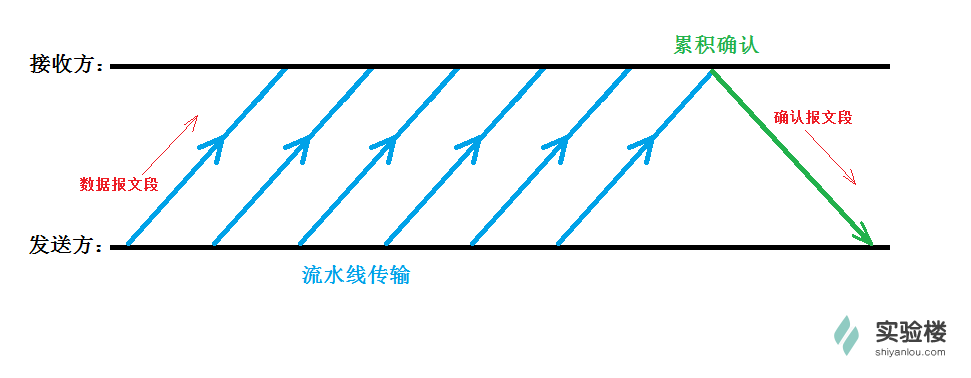 累积确认
接收方：
确认报文段
数据报文段
发送方：
流水线传输
实验楼
shiyanlou.com